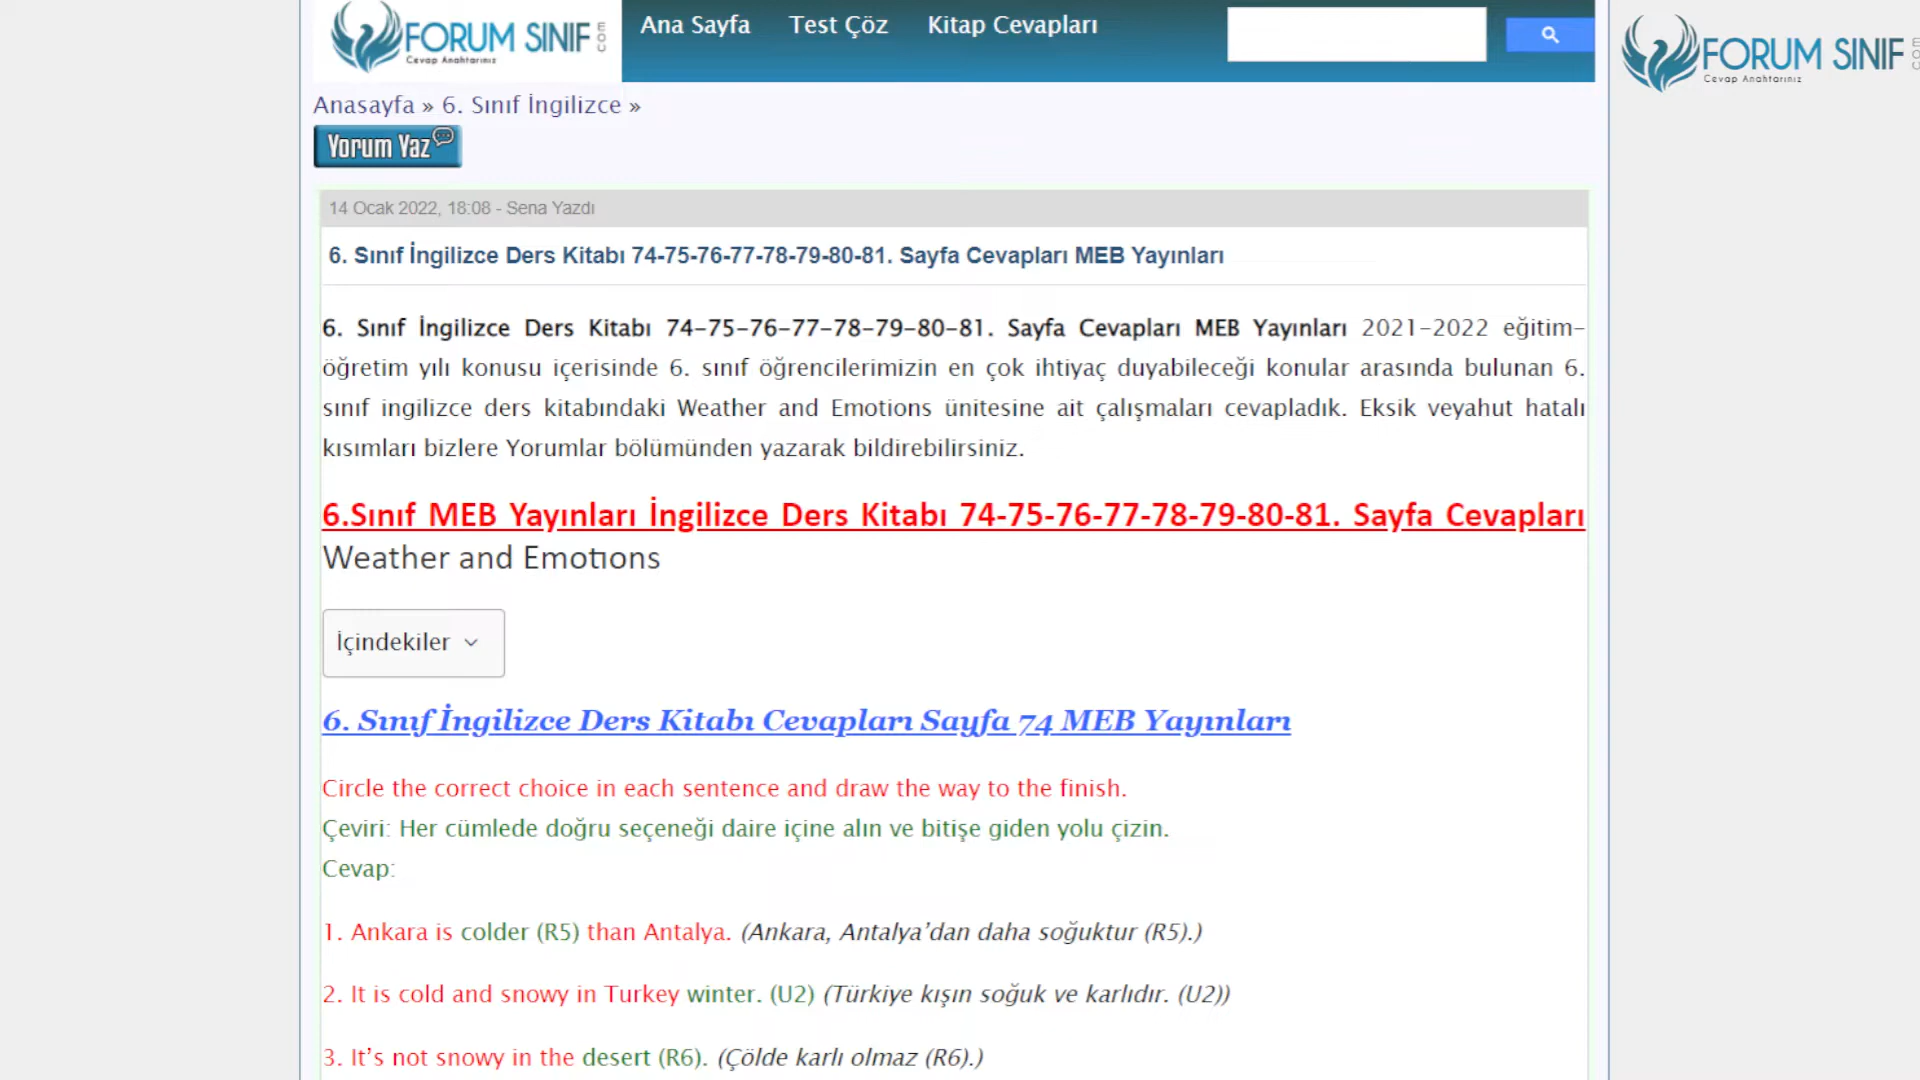 FORUM SINIF com
Cevap Anahtarınız
Ana Sayfa Test Çöz Kitap Cevapları
FORUM SINIF com
Cevap Anahtarınız
Anasayfa » 6. Sınıf İngilizce »
Yorum Yaz
14 Ocak 2022, 18:08 - Sena Yazdı
6. Sınıf İngilizce Ders Kitabı 74-75-76-77-78-79-80-81. Sayfa Cevapları MEB Yayınları
6. Sınıf İngilizce Ders Kitabı 74-75-76-77-78-79-80-81. Sayfa Cevapları MEB Yayınları 2021-2022 eğitim-
öğretim yılı konusu içerisinde 6. sınıf öğrencilerimizin en çok ihtiyaç duyabileceği konular arasında bulunan 6.
sınıf ingilizce ders kitabındaki Weather and Emotions ünitesine ait çalışmaları cevapladık. Eksik veyahut hatalı
kısımları bizlere Yorumlar bölümünden yazarak bildirebilirsiniz.
6.Sınıf MEB Yayınları İngilizce Ders Kitabı 74-75-76-77-78-79-80-81. Sayfa Cevapları
Weather and Emotions
İçindekiler
6. Sınıf İngilizce Ders Kitabı Cevapları Sayfa 74 MEB Yayınları
Circle the correct choice in each sentence and draw the way to the finish.
Çeviri: Her cümlede doğru seçeneği daire içine alın ve bitişe giden yolu çizin.
Cevap:
1. Ankara is colder (R5) than Antalya. (Ankara, Antalya’dan daha soğuktur (R5).)
2. It is cold and snowy in Turkey winter. (U2) (Türkiye kışın soğuk ve karlıdır. (U2))
3. It’s not snowy in the desert (R6). (Çölde karlı olmaz (R6).)